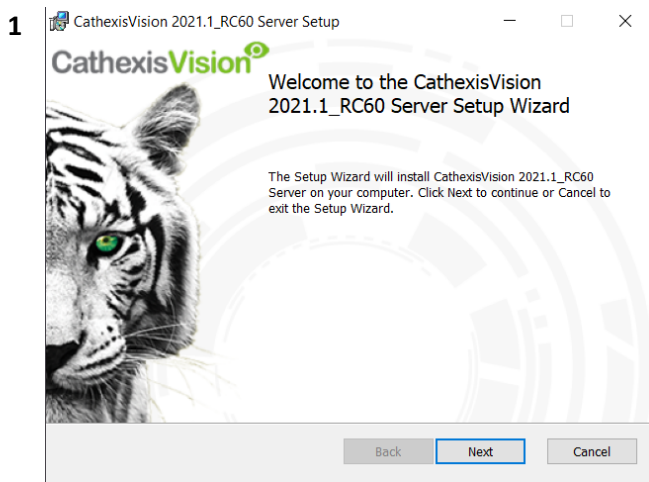 1
CathexisVision 2021.1_RC60 Server Setup
CathexisVision
Welcome to the CathexisVision
2021.1_RC60 Server Setup Wizard
The Setup Wizard will install CathexisVision 2021.1_RC60
Server on your computer. Click Next to continue or Cancel to
exit the Setup Wizard.
Back Next Cancel